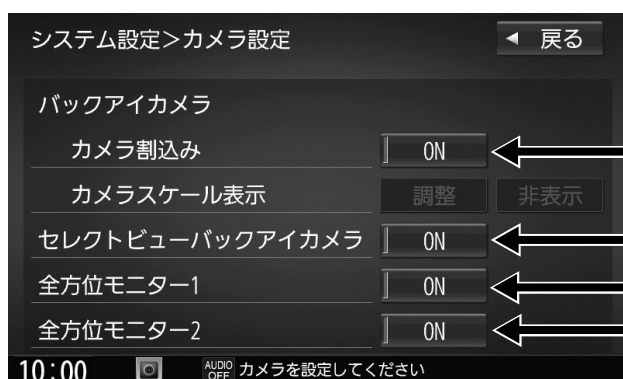 システム設定＞カメラ設定
戻る
バックアイカメラ
カメラ割込み ON
カメラスケール表示 調整 非表示
セレクトビューバックアイカメラ ON
全方位モニター1 ON
全方位モニター2 ON
10:00 AUDIO OFF カメラを設定してください